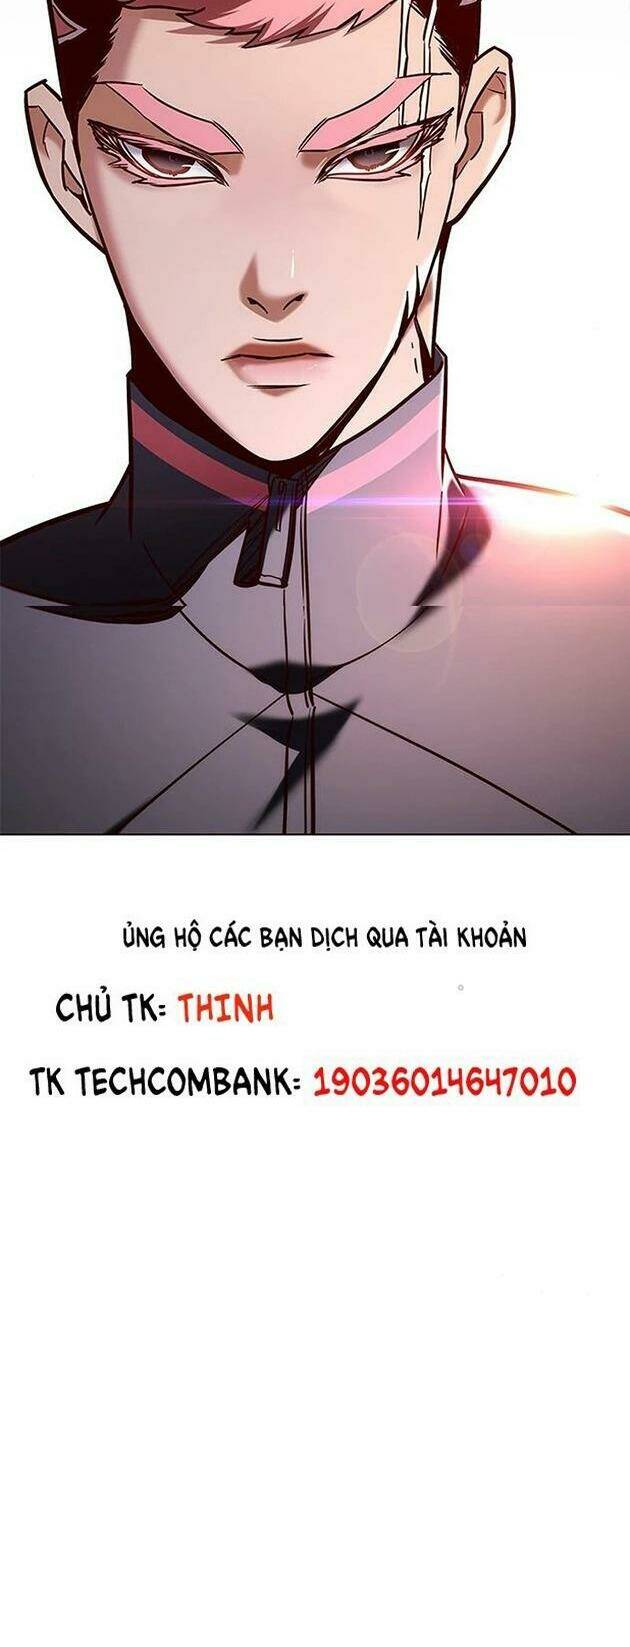 ỦNG HỘ CÁC BẠN DỊCH QUA TÀI KHOẢN
CHỦ TK: THINH
TK TECHCOMBANK: 19036014647010